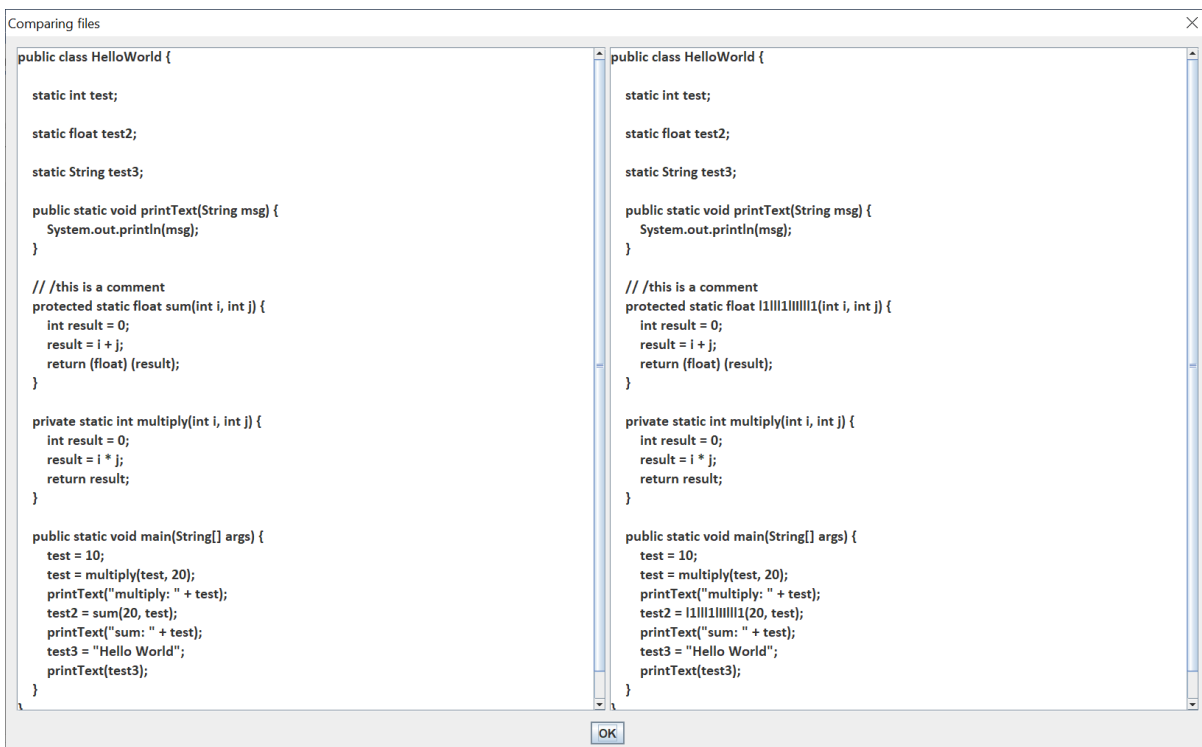 Comparing files
public class HelloWorld {
static int test;
static float test2;
static String test3;
public static void printText(String msg) {
System.out.println(msg);
}
// /this is a comment
protected static float sum(int i, int j) {
int result = 0;
result = i + j;
return (float) (result);
}
private static int multiply(int i, int j) {
int result = 0;
result = i * j;
return result;
}
public static void main(String[] args) {
test = 10;
test = multiply(test, 20);
printText("multiply: " + test);
test2 = sum(20, test);
printText("sum: " + test);
test3 = "Hello World";
printText(test3);
}
public class HelloWorld {
static int test;
static float test2;
static String test3;
public static void printText(String msg) {
System.out.println(msg);
}
// /this is a comment
protected static float (int i, int j) {
int result = 0;
result = i + j;
return (float) (result);
}
private static int multiply(int i, int j) {
int result = 0;
result = i * j;
return result;
}
public static void main(String[] args) {
test = 10;
test = multiply(test, 20);
printText("multiply: " + test);
test2 = (20, test);
printText("sum: " + test);
test3 = "Hello World";
printText(test3);
}
OK